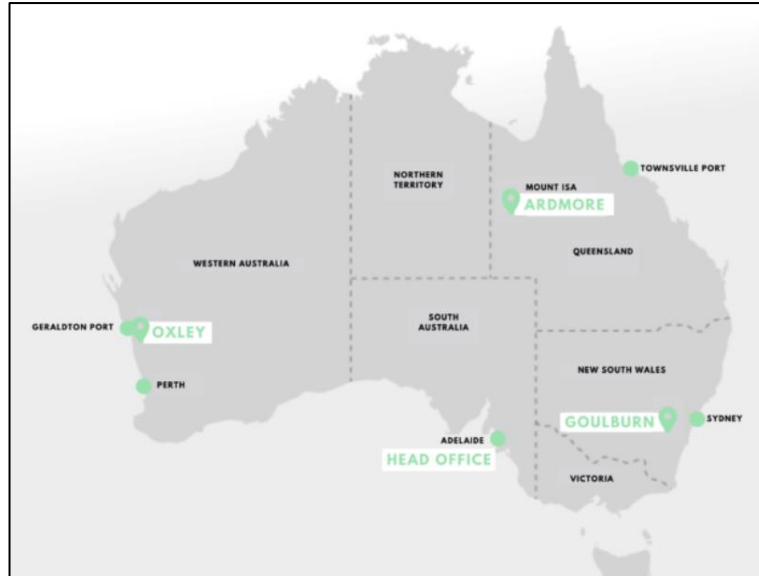 TOWNSVILLE PORT
NORTHERN
TERRITORY
MOUNT ISA
ARDMORE
QUEENSLAND
WESTERN AUSTRALIA
SOUTH
AUSTRALIA
GERALDTON PORT
OXLEY
NEW SOUTH WALES
PERTH
GOULBURN
SYDNEY
ADELAIDE
HEAD OFFICE
VICTORIA